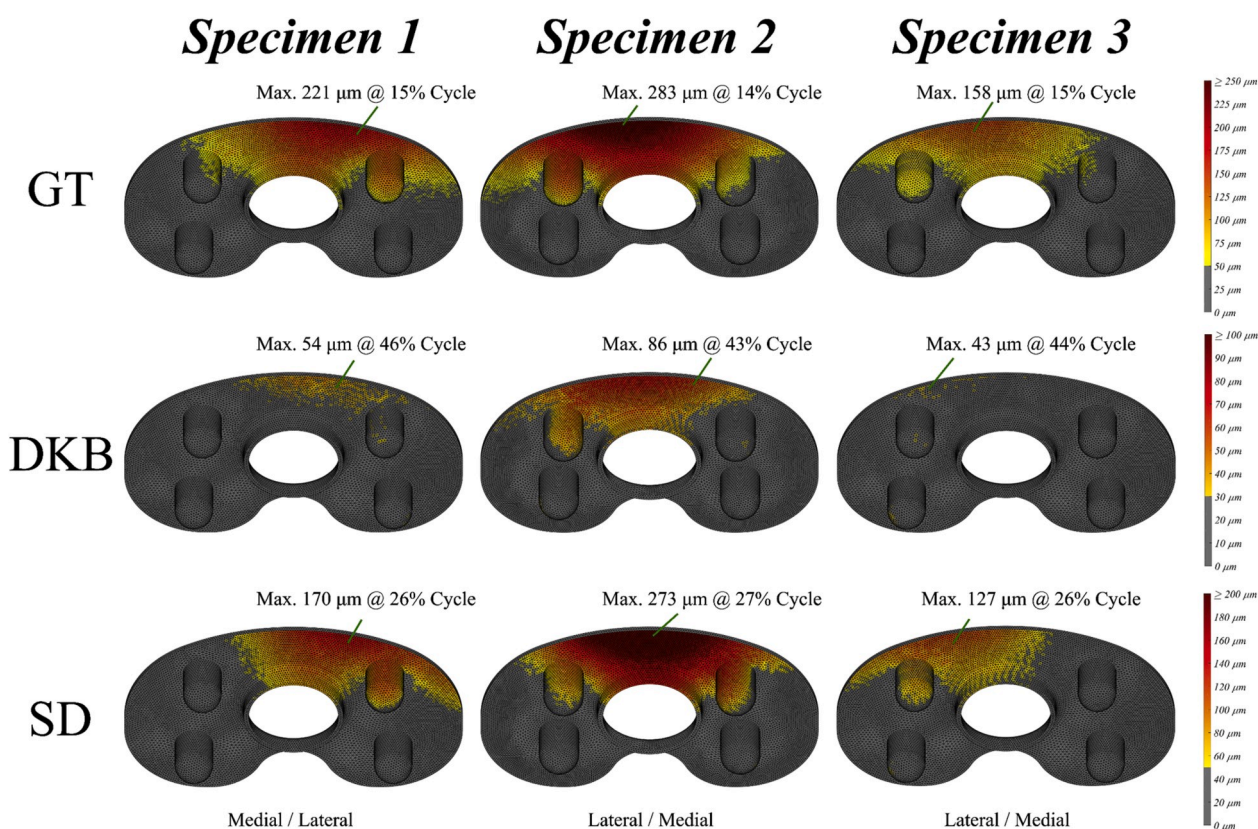 Specimen 1 Specimen 2 Specimen 3
GT
Max. 221 μm @ 15% Cycle
Max. 283 μm @ 14% Cycle
Max. 158 μm @ 15% Cycle
≥ 250 μm
225 μm
200 μm
175 μm
150 μm
125 μm
100 μm
75 μm
50 μm
25 μm
0 μm
DKB
Max. 54 μm @ 46% Cycle
Max. 86 μm @ 43% Cycle
Max. 43 μm @ 44% Cycle
≥ 100 μm
90 μm
80 μm
70 μm
60 μm
50 μm
40 μm
30 μm
20 μm
10 μm
0 μm
SD
Max. 170 μm @ 26% Cycle
Max. 273 μm @ 27% Cycle
Max. 127 μm @ 26% Cycle
≥ 200 μm
180 μm
160 μm
140 μm
120 μm
100 μm
80 μm
60 μm
40 μm
20 μm
0 μm
Medial / Lateral
Lateral / Medial
Lateral / Medial